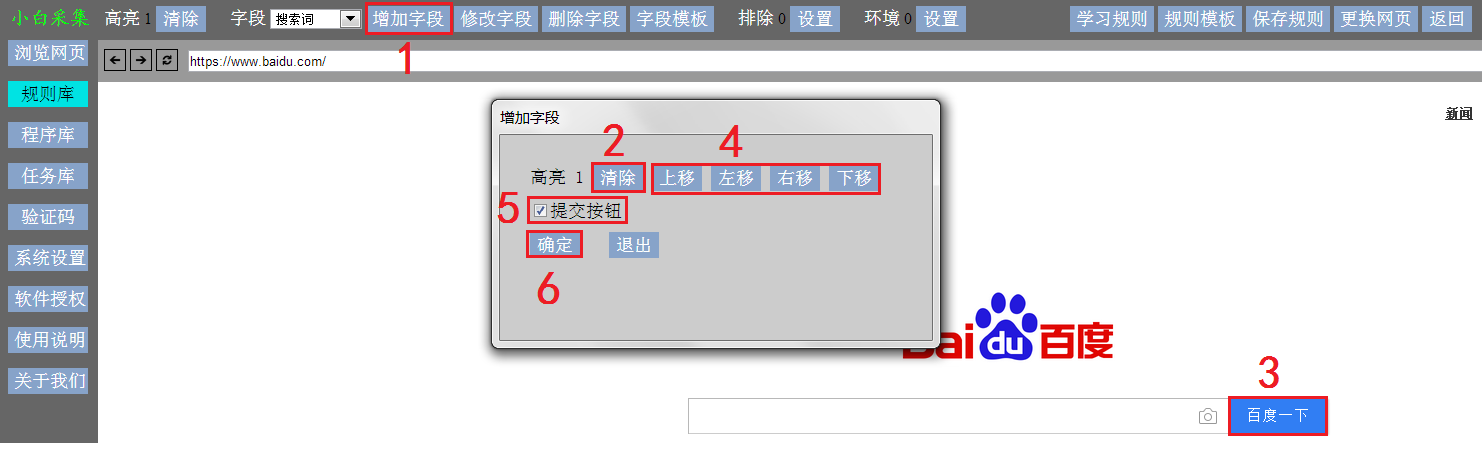 小白采集 高亮 1 清除 字段 搜索词 增加字段 修改字段 删除字段 字段模板 排除 0 设置 环境 0 设置 学习规则 规则模板 保存规则 更换网页 返回
1
浏览网页
https://www.baidu.com/
规则库
程序库
任务库
验证码
系统设置
软件授权
使用说明
关于我们
新闻
增加字段
2 4
高亮 1 清除 上移 左移 右移 下移
5 提交按钮
确定 退出
6
Bai du 百度
3
百度一下